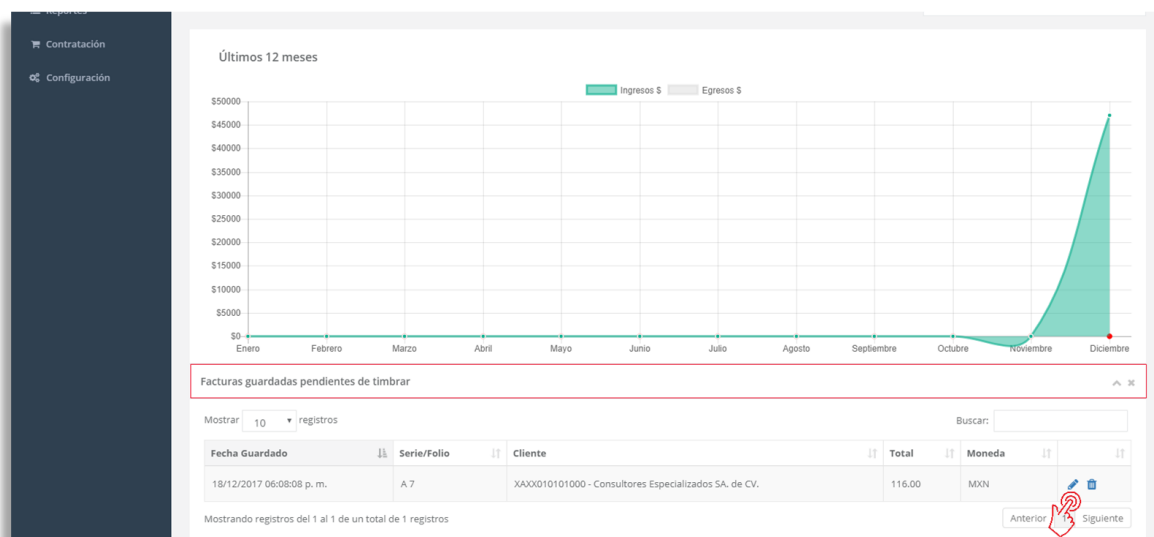 Reportes
Contratación
Configuración
Últimos 12 meses
Ingresos $ Egresos $
$50000
$45000
$40000
$35000
$30000
$25000
$20000
$15000
$10000
$5000
$0
Enero Febrero Marzo Abril Mayo Junio Julio Agosto Septiembre Octubre Noviembre Diciembre
Facturas guardadas pendientes de timbrar
Mostrar 10 registros Buscar:
Fecha Guardado Serie/Folio Cliente Total Moneda
18/12/2017 06:08:08 p. m. A 7 XAXX010101000 - Consultores Especializados SA. de CV. 116.00 MXN
Mostrando registros del 1 al 1 de un total de 1 registros Anterior 1 Siguiente